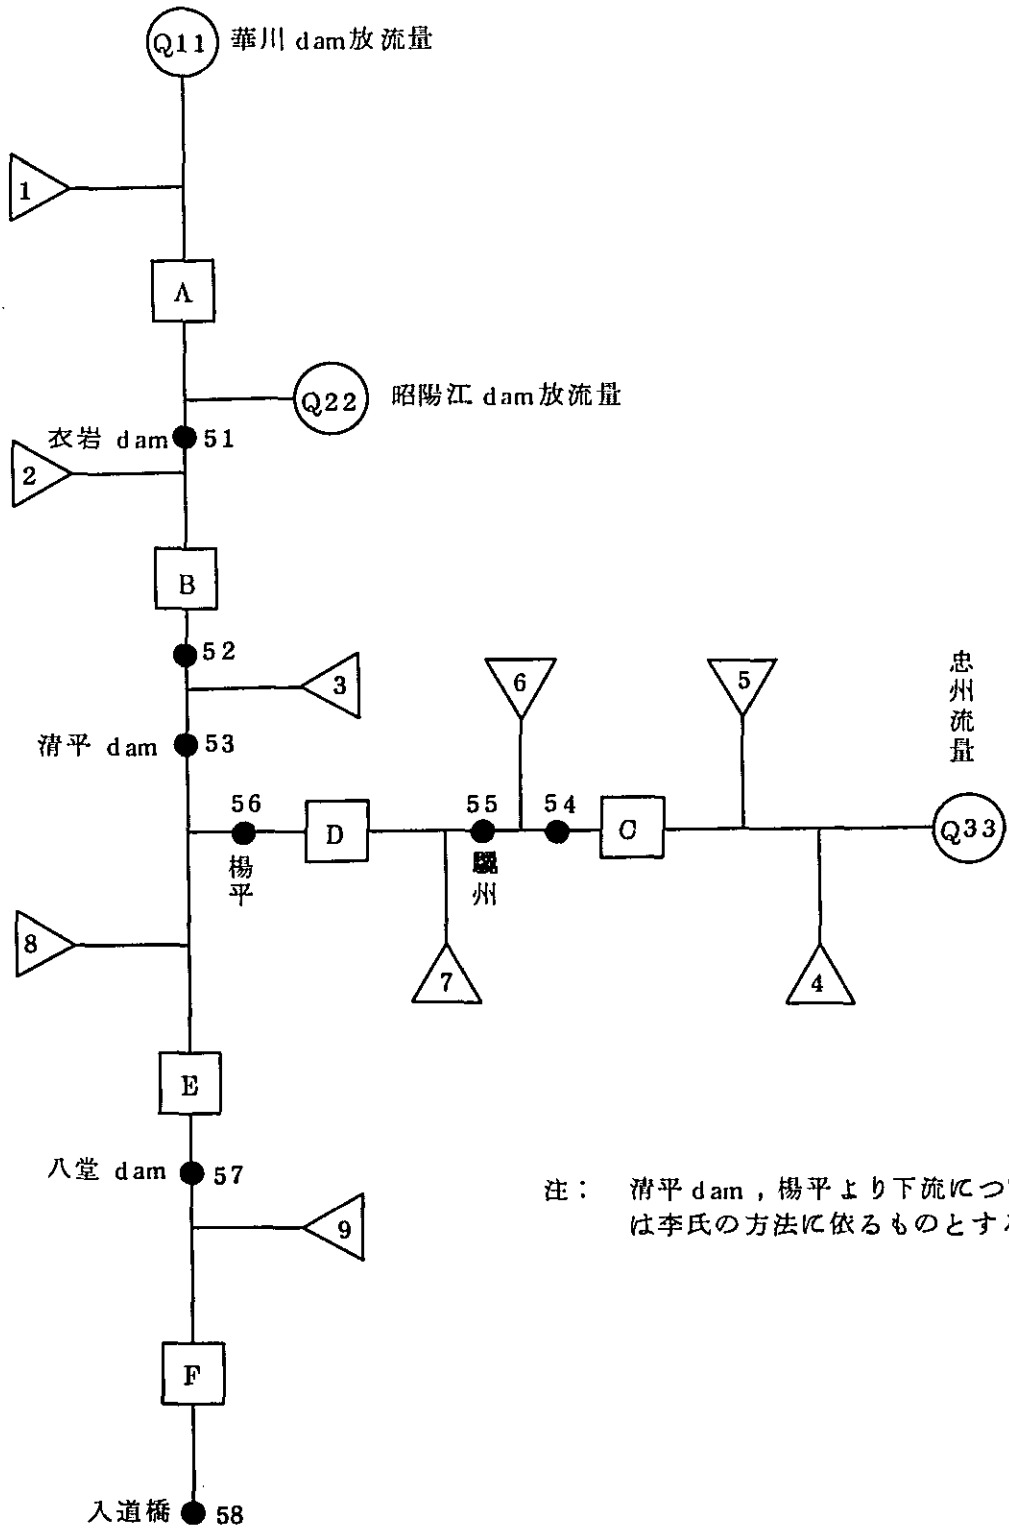 Q11 華川 dam放流量
1
A
Q22 昭陽江 dam放流量
衣岩 dam 51
2
B
52
3
清平 dam 53
6
5
忠州流量
56
D
55
54
C
Q33
楊平
州
8
7
4
E
八堂 dam 57
9
注: 清平dam,楊平より下流につ
は李氏の方法に依るものとす
F
入道橋 58